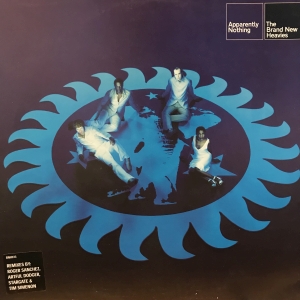 Apparently
Nothing
The
Brand New
Heavies
REMIXES BY
ROGER SANCHEZ,
ARTFUL DODGER,
STARGATE &
TIM SIMENON